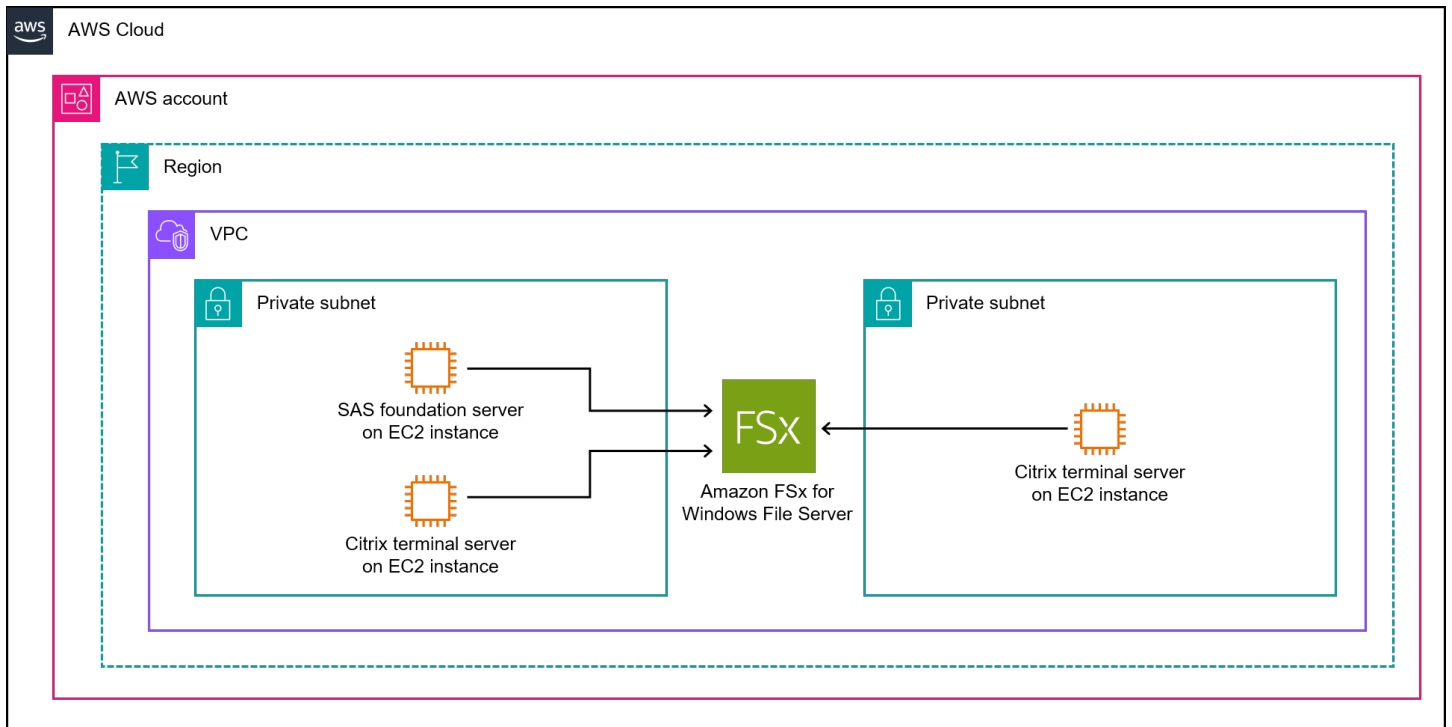 aws
AWS Cloud
AWS account
Region
VPC
Private subnet
SAS foundation server
on EC2 instance
Citrix terminal server
on EC2 instance
FSx
Amazon FSx for
Windows File Server
Private subnet
Citrix terminal server
on EC2 instance